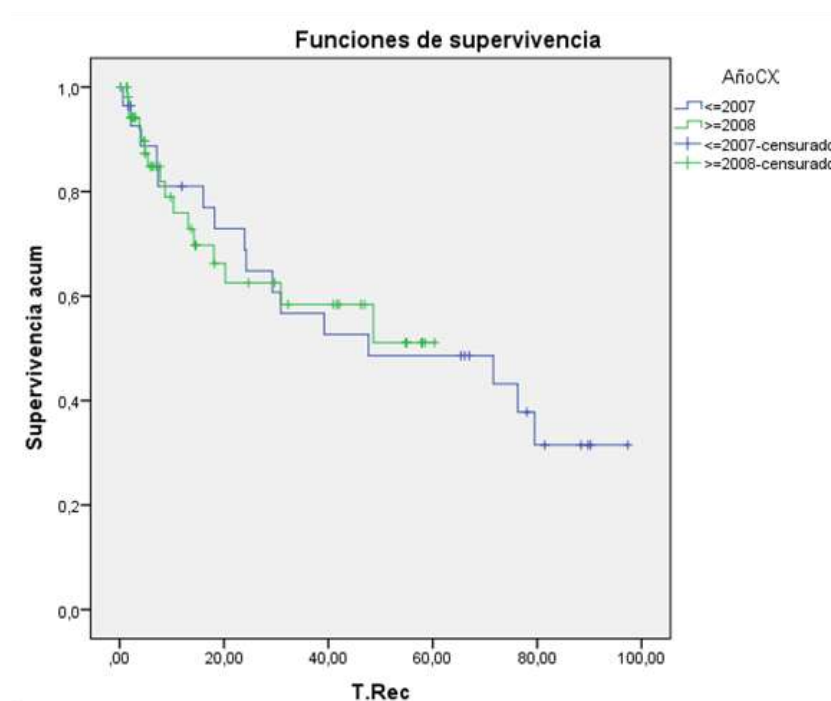 Funciones de supervivencia
AñoCX
<=2007
>=2008
<=2007-censurado
>=2008-censurado
Supervivencia acum
1,0
0,8
0,6
0,4
0,2
0,0
,00
20,00
40,00
60,00
80,00
100,00
T.Rec